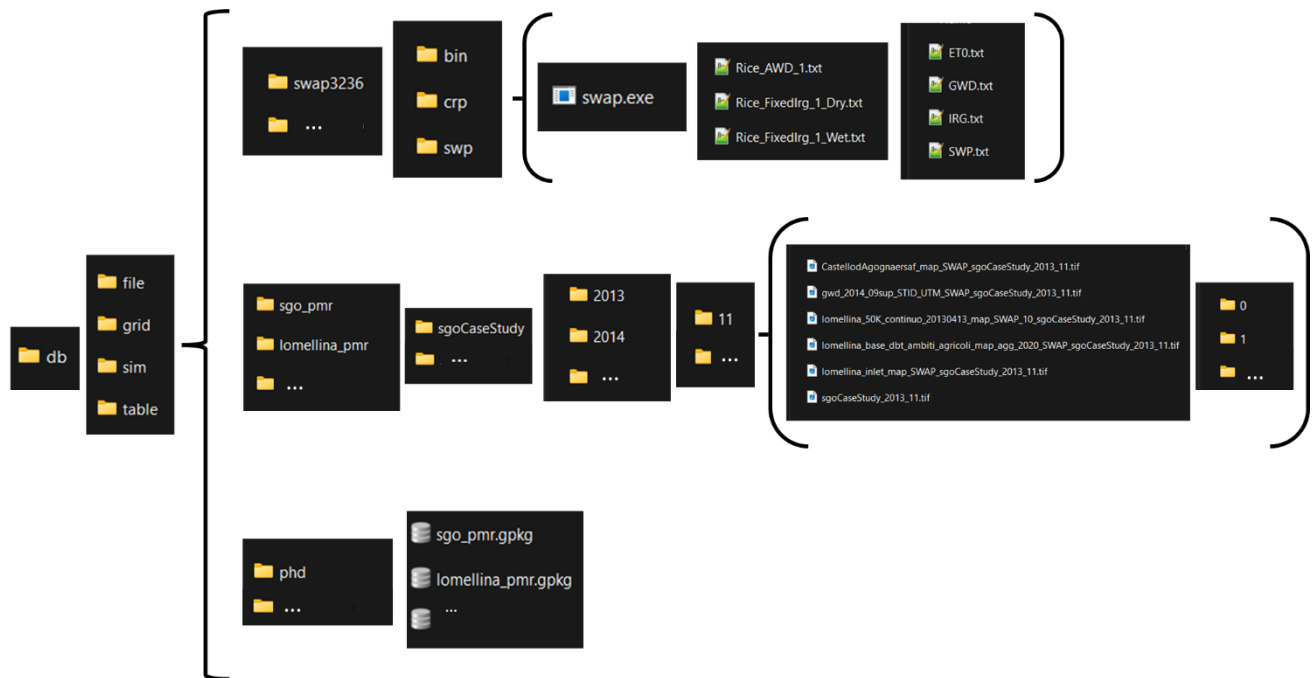 db
file
grid
sim
table
swap3236
...
bin
crp
swp
swap.exe
Rice_AWD_1.txt
Rice_FixedIrg_1_Dry.txt
Rice_FixedIrg_1_Wet.txt
ET0.txt
GWD.txt
IRG.txt
SWP.txt
sgo_pmr
lomellina_pmr
...
sgoCaseStudy
...
2013
2014
...
11
...
CastellodAgognaersaf_map_SWAP_sgoCaseStudy_2013_11.tif
gwd_2014_09sup_STID_UTM_SWAP_sgoCaseStudy_2013_11.tif
lomellina_50K_continuo_20130413_map_SWAP_10_sgoCaseStudy_2013_11.tif
lomellina_base_dbt_ambiti_agricoli_map_agg_2020_SWAP_sgoCaseStudy_2013_11.tif
lomellina_inlet_map_SWAP_sgoCaseStudy_2013_11.tif
sgoCaseStudy_2013_11.tif
0
1
...
phd
...
sgo_pmr.gpkg
lomellina_pmr.gpkg
...